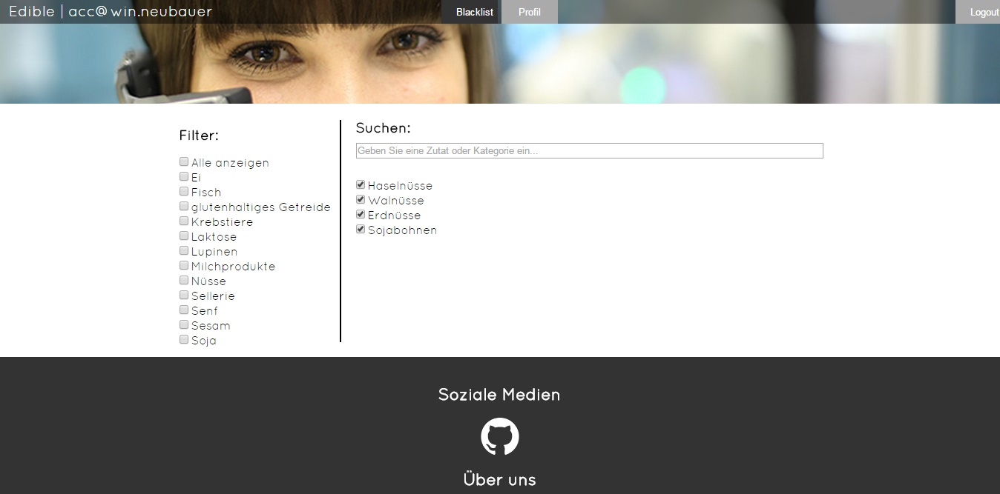 Edible | acc@win.neubauer Blacklist Profil Logout
Filter:
Alle anzeigen
Ei
Fisch
glutenhaltiges Getreide
Krebstiere
Laktose
Lupinen
Milchprodukte
Nüsse
Sellerie
Senf
Sesam
Soja
Suchen:
Geben Sie eine Zutat oder Kategorie ein...
Haselnüsse
Walnüsse
Erdnüsse
Sojabohnen
Soziale Medien
Über uns